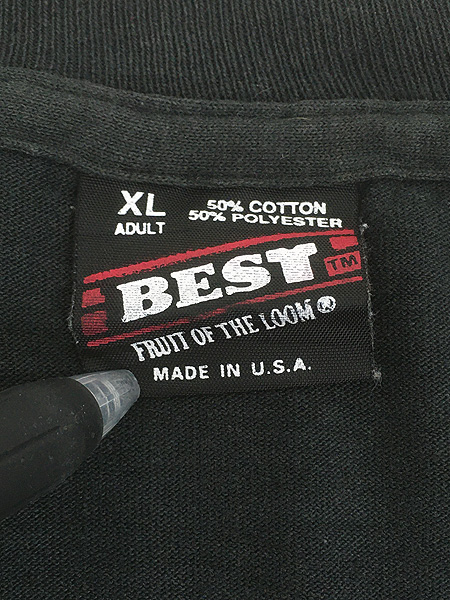 XL
ADULT
50% COTTON
50% POLYESTER
BEST TM
FRUIT OF THE LOOM ®
MADE IN U.S.A.